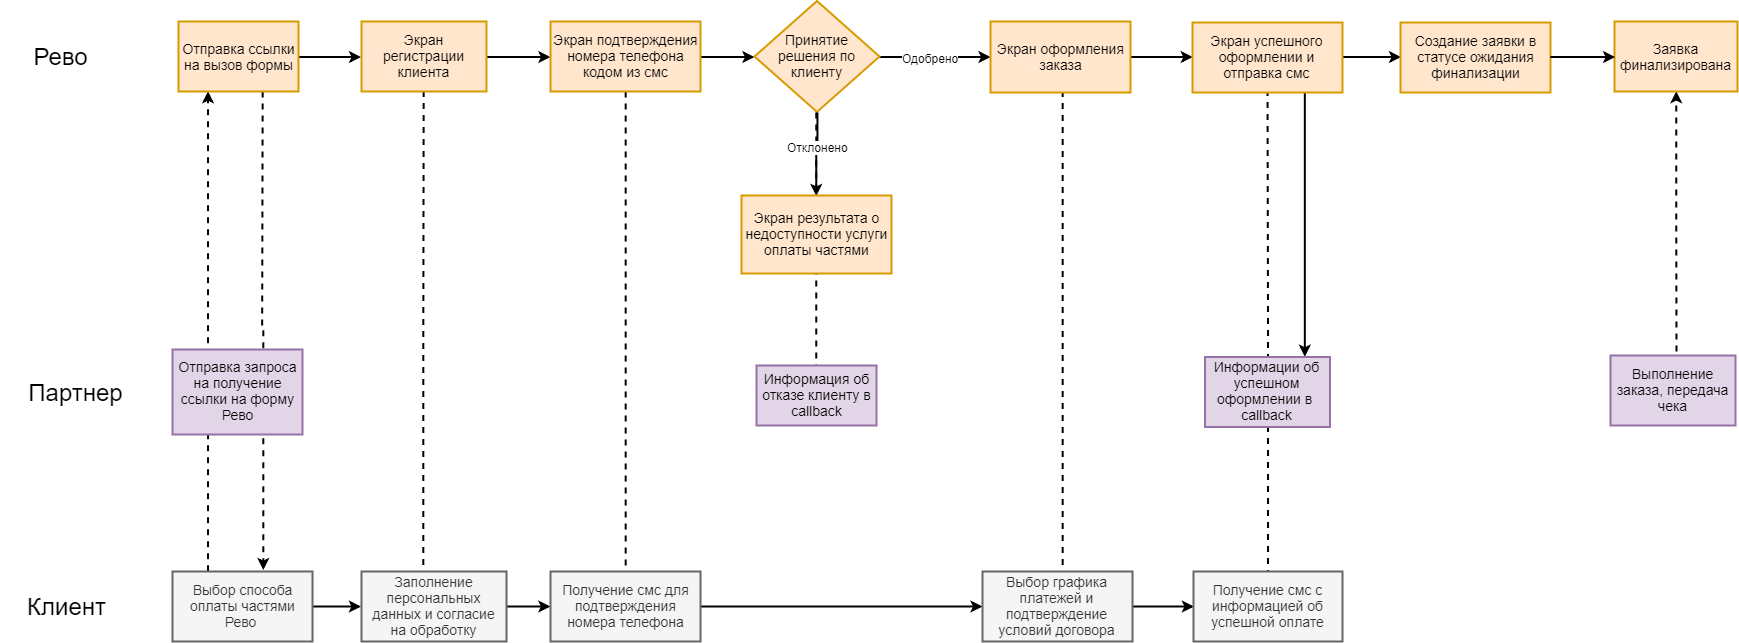 Рево
Отправка ссылки
на вызов формы
Экран
регистрации
клиента
Экран подтверждения
номера телефона
кодом из смс
Принятие
решения по
клиенту
Одобрено
Экран оформления
заказа
Экран успешного
оформлении и
отправка смс
Создание заявки в
статусе ожидания
финализации
Заявка
финализирована
Отклонено
Экран результата о
недоступности услуги
оплаты частями
Партнер
Отправка запроса
на получение
ссылки на форму
Рево
Информация об
отказе клиенту в
callback
Информации об
успешном
оформлении в
callback
Выполнение
заказа, передача
чека
Клиент
Выбор способа
оплаты частями
Рево
Заполнение
персональных
данных и согласие
на обработку
Получение смс для
подтверждения
номера телефона
Выбор графика
платежей и
подтверждение
условий договора
Получение смс с
информацией об
успешной оплате